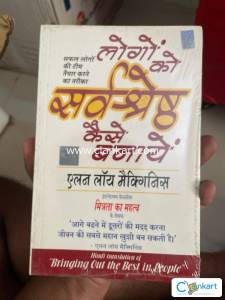 सफल लोगों
की टीम
तैयार करने
का तरीका
लोगों को
सर्वश्रेष्ठ
कैसे
बनायें
एलन लॉय मैक्गिनिस
मित्रता का महत्व
के लेखक
'आगे बढ़ने में दूसरों की मदद करना
जीवन की सबसे महान खुशी बन सकती है।'
- एलन लॉय मैक्गिनिस
Hindi translation of
"Bringing Out the Best in People"
Clankart
www.clankart.com